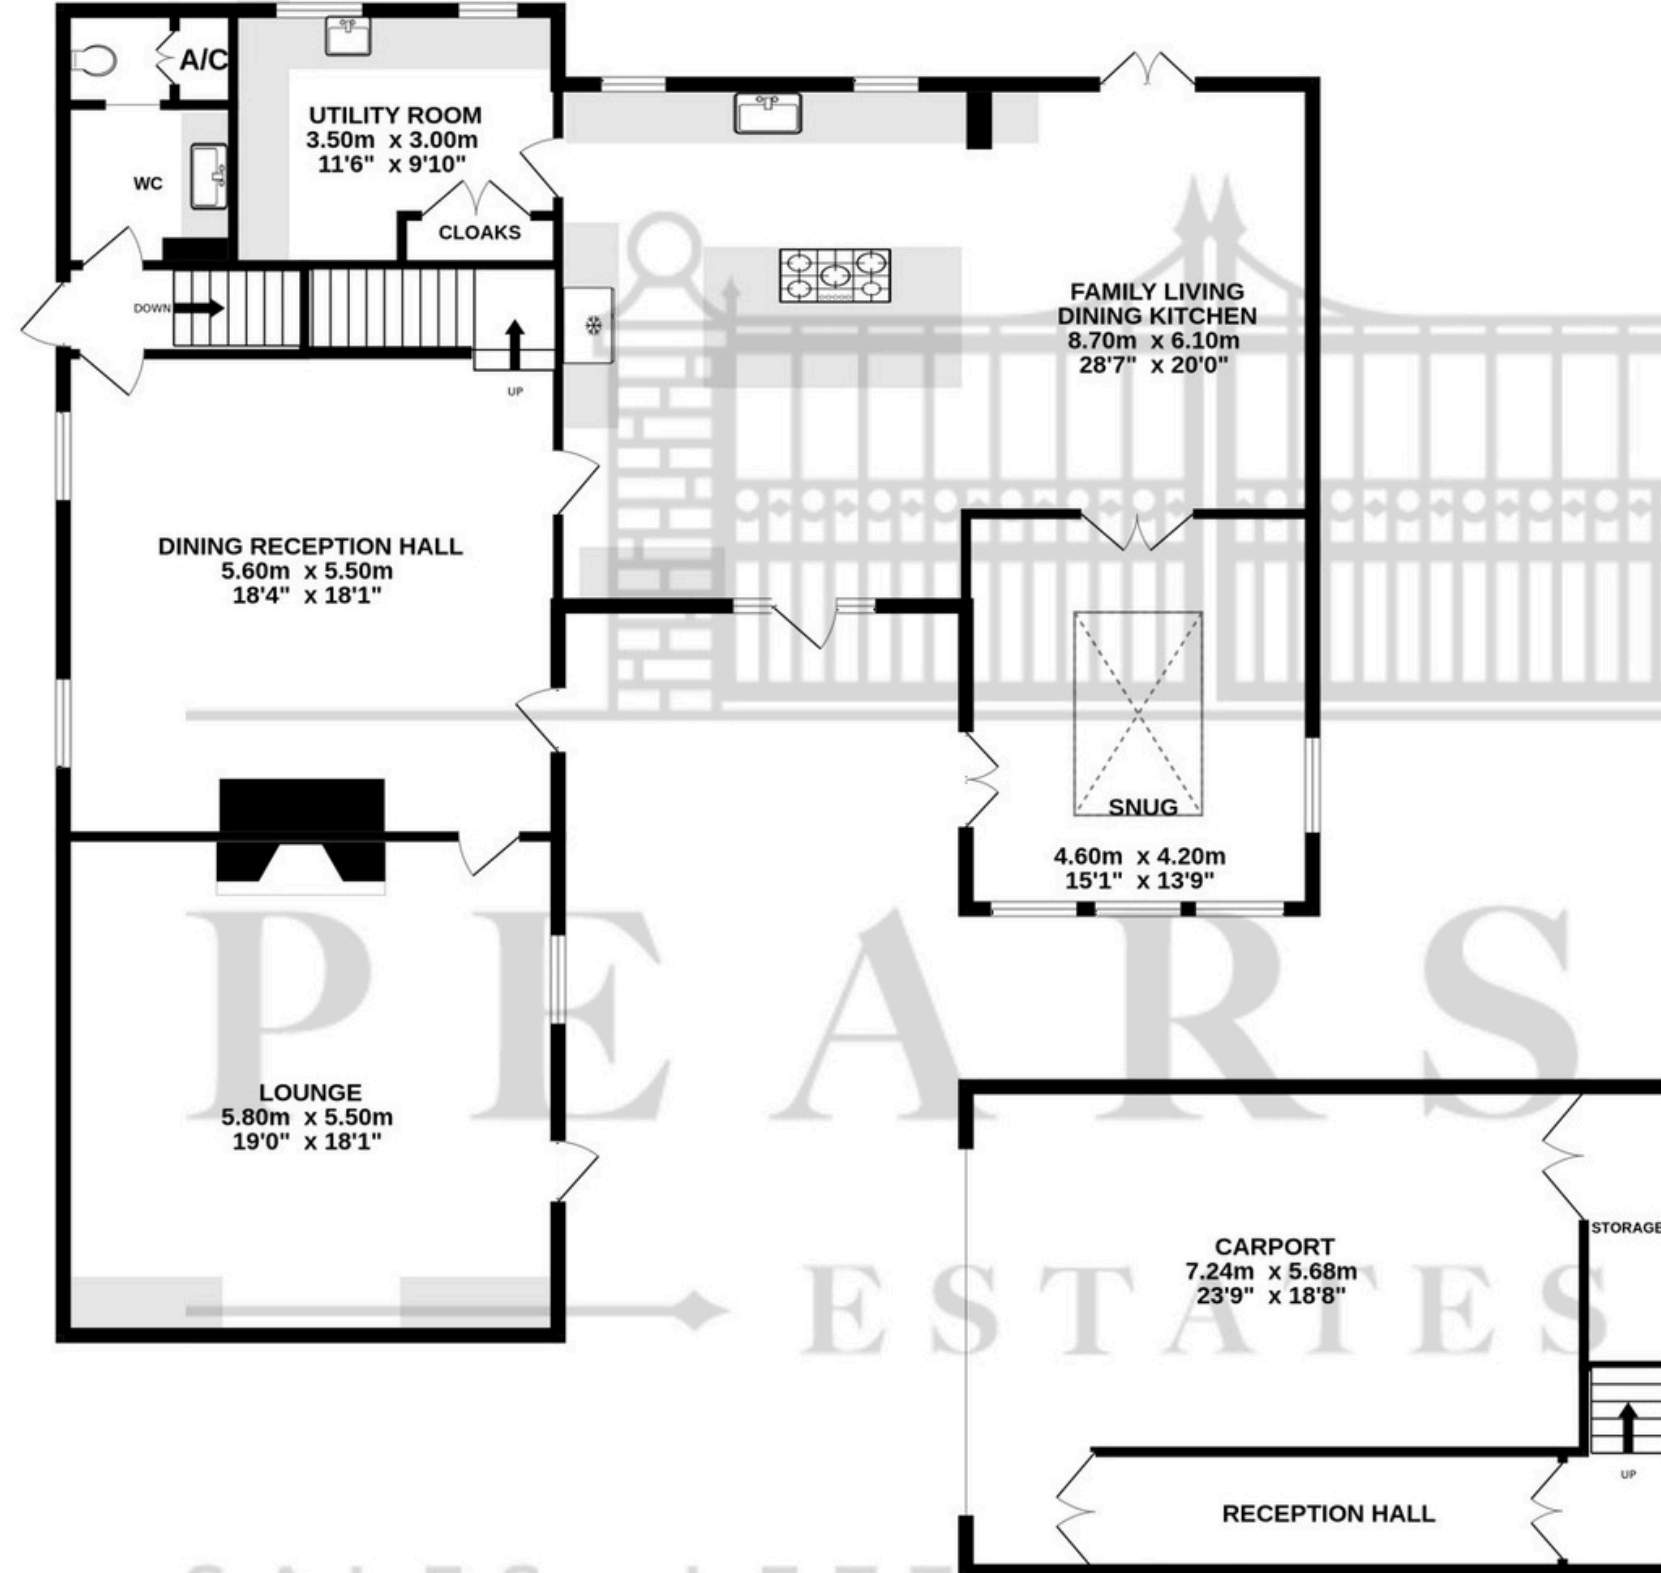 A/C
UTILITY ROOM
3.50m x 3.00m
11'6" x 9'10"
WC
CLOAKS
DOWN
UP
FAMILY LIVING
DINING KITCHEN
8.70m x 6.10m
28'7" x 20'0"
DINING RECEPTION HALL
5.60m x 5.50m
18'4" x 18'1"
SNUG
4.60m x 4.20m
15'1" x 13'9"
PEARS
LOUNGE
5.80m x 5.50m
19'0" x 18'1"
STORAGE
CARPORT
7.24m x 5.68m
23'9" x 18'8"
ESTATES
UP
RECEPTION HALL